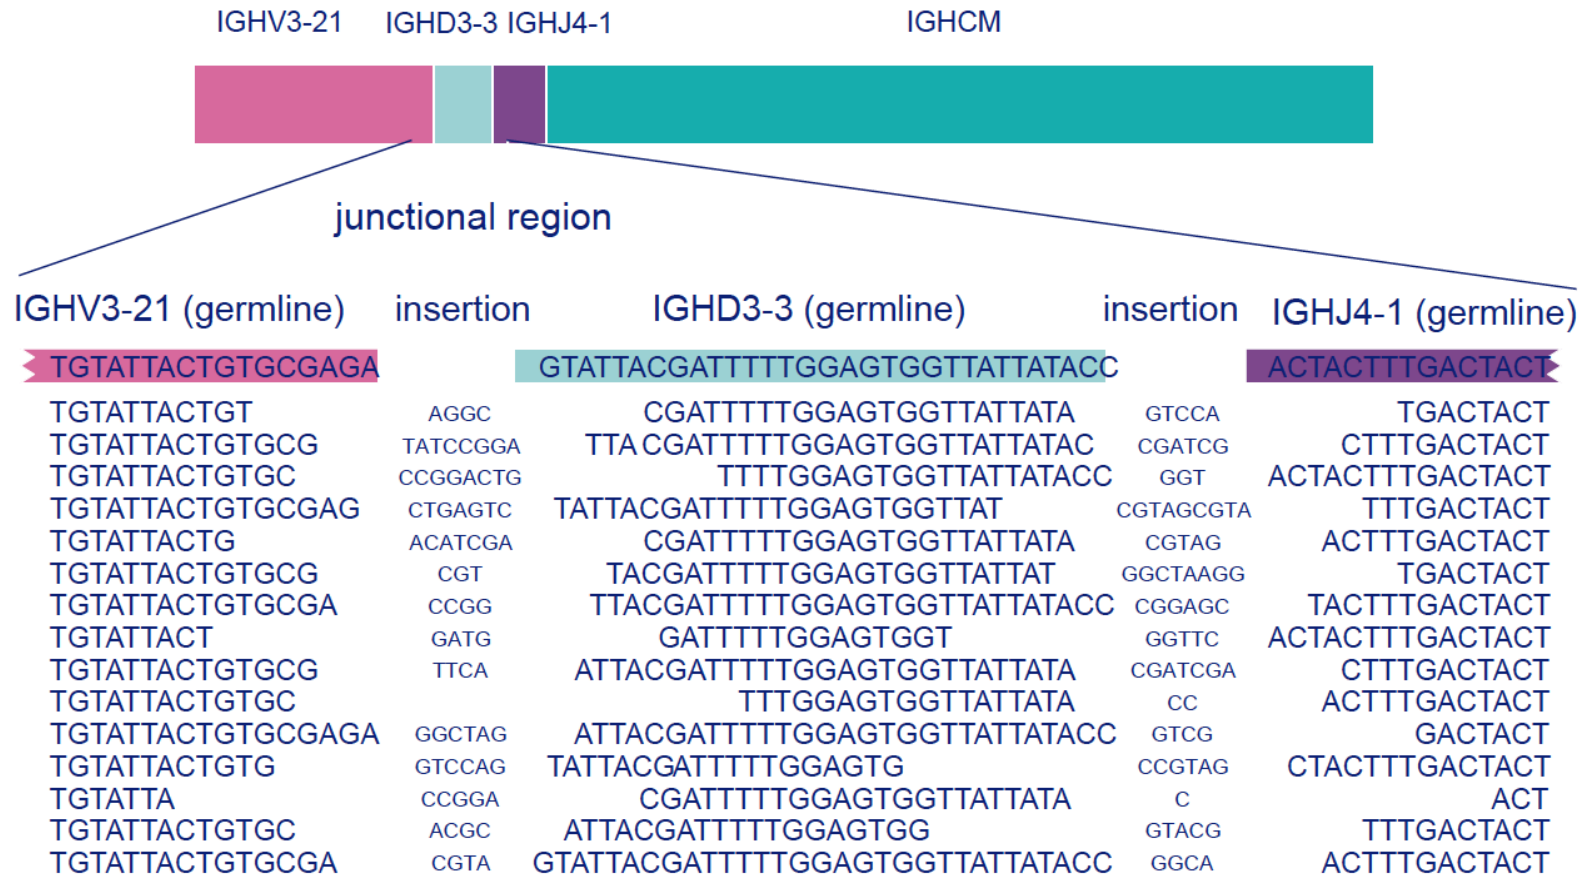 IGHV3-21 IGHD3-3 IGHJ4-1 IGHCM
junctional region
IGHV3-21 (germline) insertion IGHD3-3 (germline) insertion IGHJ4-1 (germline)
TGTATTACTGTGCGAGA GTATTACGATTTTTGGAGTGGTTATTATACC ACTACTTTGACTACT
TGTATTACTGT AGGC CGATTTTTGGAGTGGTTATTATA GTCCA TGACTACT
TGTATTACTGTGCG TATCCGGA TTA CGATTTTTGGAGTGGTTATTATAC CGATCG CTTTGACTACT
TGTATTACTGTGC CCGGACTG TTTTGGAGTGGTTATTATACC GGT ACTACTTTGACTACT
TGTATTACTGTGCGAG CTGAGTC TATTACGATTTTTGGAGTGGTTAT CGTAGCGTA TTTGACTACT
TGTATTACTG ACATCGA CGATTTTTGGAGTGGTTATTATA CGTAG ACTTTGACTACT
TGTATTACTGTGCG CGT TACGATTTTTGGAGTGGTTATTAT GGCTAAGG TGACTACT
TGTATTACTGTGCGA CCGG TTACGATTTTTGGAGTGGTTATTATACC CGGAGC TACTTTGACTACT
TGTATTACT GATG GATTTTTGGAGTGGT GGTTC ACTACTTTGACTACT
TGTATTACTGTGCG TTCA ATTACGATTTTTGGAGTGGTTATTATA CGATCGA CTTTGACTACT
TGTATTACTGTGC TTTGGAGTGGTTATTATA CC ACTTTGACTACT
TGTATTACTGTGCGAGA GGCTAG ATTACGATTTTTGGAGTGGTTATTATACC GTCG GACTACT
TGTATTACTGTG GTCCAG TATTACGATTTTTGGAGTG CCGTAG CTACTTTGACTACT
TGTATTA CCGGA CGATTTTTGGAGTGGTTATTATA C ACT
TGTATTACTGTGC ACGC ATTACGATTTTTGGAGTGG GTACG TTTGACTACT
TGTATTACTGTGCGA CGTA GTATTACGATTTTTGGAGTGGTTATTATACC GGCA ACTTTGACTACT